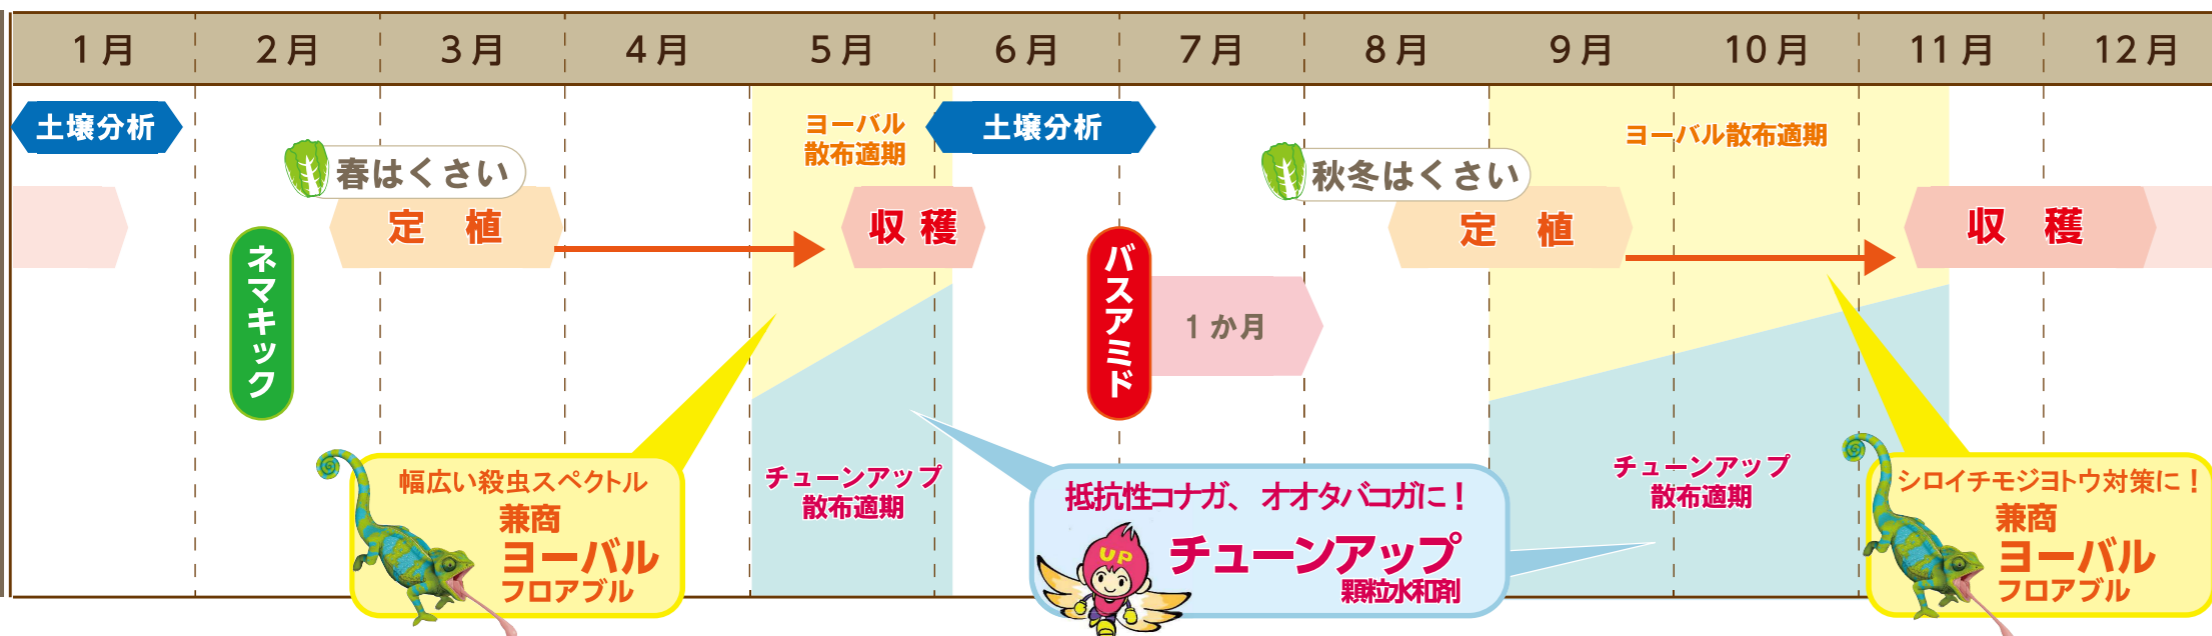 1月 2月 3月 4月 5月 6月 7月 8月 9月 10月 11月 12月
土壌分析
春はくさい
定 植
ネマキック
ヨーバル
散布適期
収 穫
土壌分析
バスアミド
1か月
秋冬はくさい
定 植
ヨーバル散布適期
収 穫
幅広い殺虫スペクトル
兼商
ヨーバル
フロアブル
チューンアップ
散布適期
抵抗性コナガ、オオタバコガに!
UP
チューンアップ
顆粒水和剤
チューンアップ
散布適期
シロイチモジヨトウ対策に!
兼商
ヨーバル
フロアブル